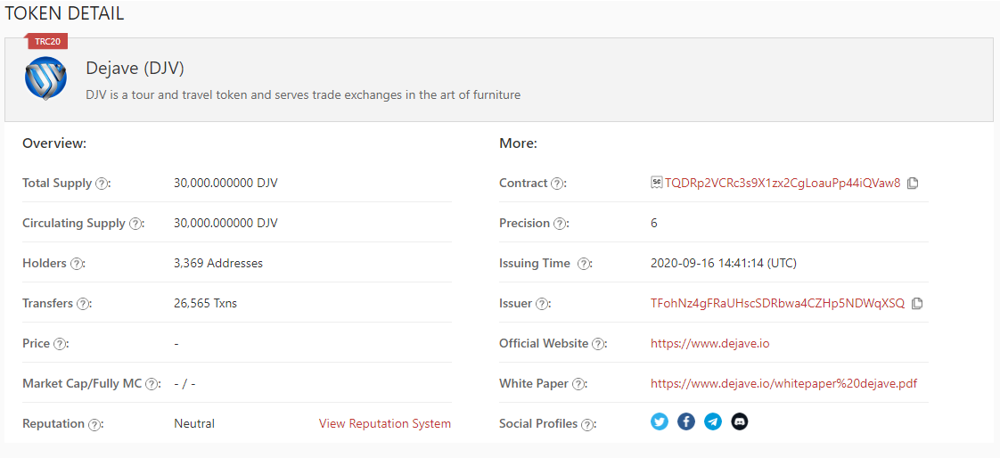 TOKEN DETAIL
TRC20
Dejave (DJV)
DJV is a tour and travel token and serves trade exchanges in the art of furniture
Overview:
Total Supply ?: 30,000.000000 DJV
Circulating Supply ?: 30,000.000000 DJV
Holders ?: 3,369 Addresses
Transfers ?: 26,565 Txns
Price ?: -
Market Cap/Fully MC ?: - / -
Reputation ?: Neutral View Reputation System
More:
Contract ?: SC TQDRp2VCRc3s9X1zx2CgLoauPp44iQVaw8
Precision ?: 6
Issuing Time ?: 2020-09-16 14:41:14 (UTC)
Issuer ?: TFohNz4gFRaUHscSDRbwa4CZHp5NDWqXSQ
Official Website ?: https://www.dejave.io
White Paper ?: https://www.dejave.io/whitepaper%20dejave.pdf
Social Profiles ?: